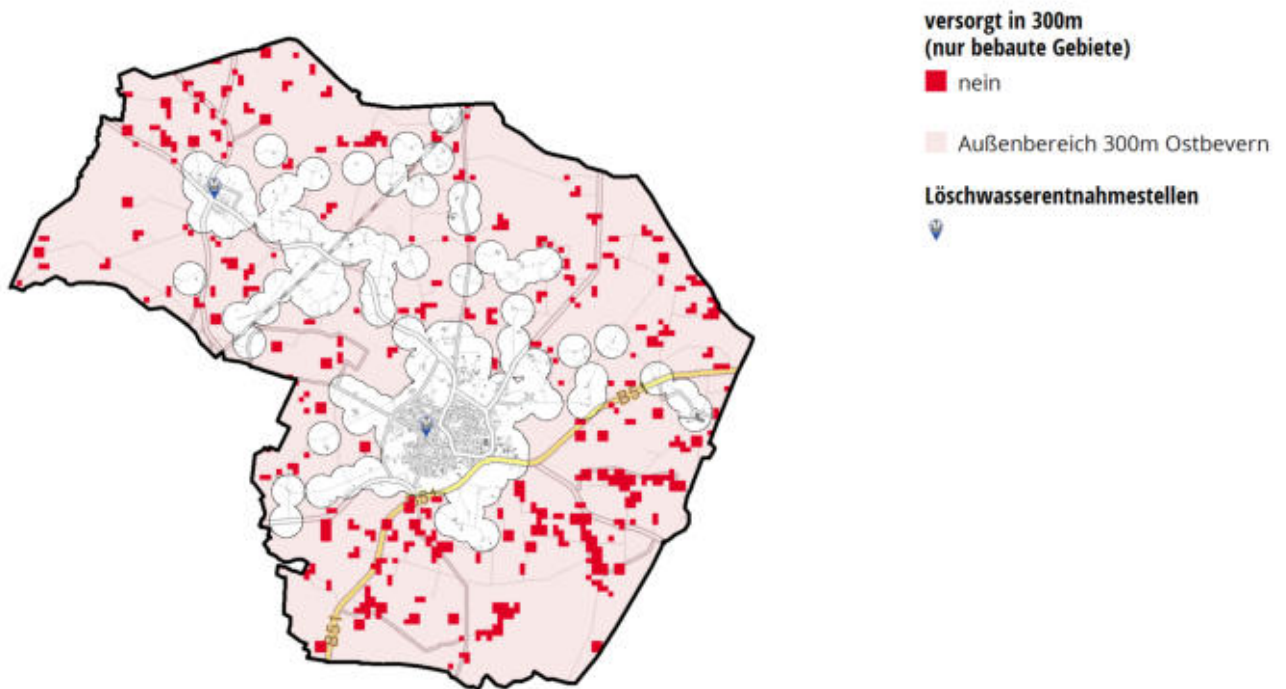 versorgt in 300m
(nur bebaute Gebiete)
nein
Außenbereich 300m Ostbevern
Löschwasserentnahmestellen
B51
B51
B51